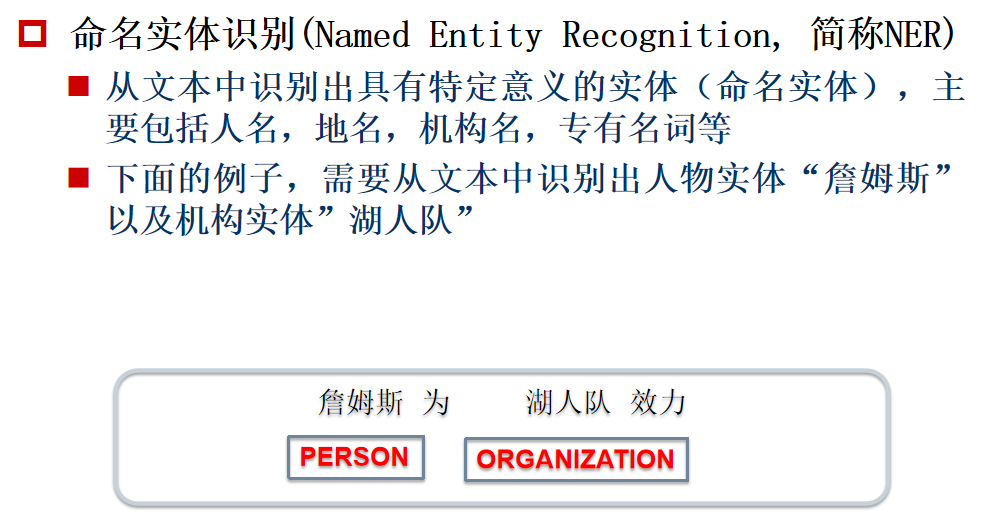 命名实体识别(Named Entity Recognition, 简称NER)
从文本中识别出具有特定意义的实体（命名实体），主
要包括人名，地名，机构名，专有名词等
下面的例子，需要从文本中识别出人物实体“詹姆斯”
以及机构实体”湖人队”
詹姆斯 为 湖人队 效力
PERSON ORGANIZATION